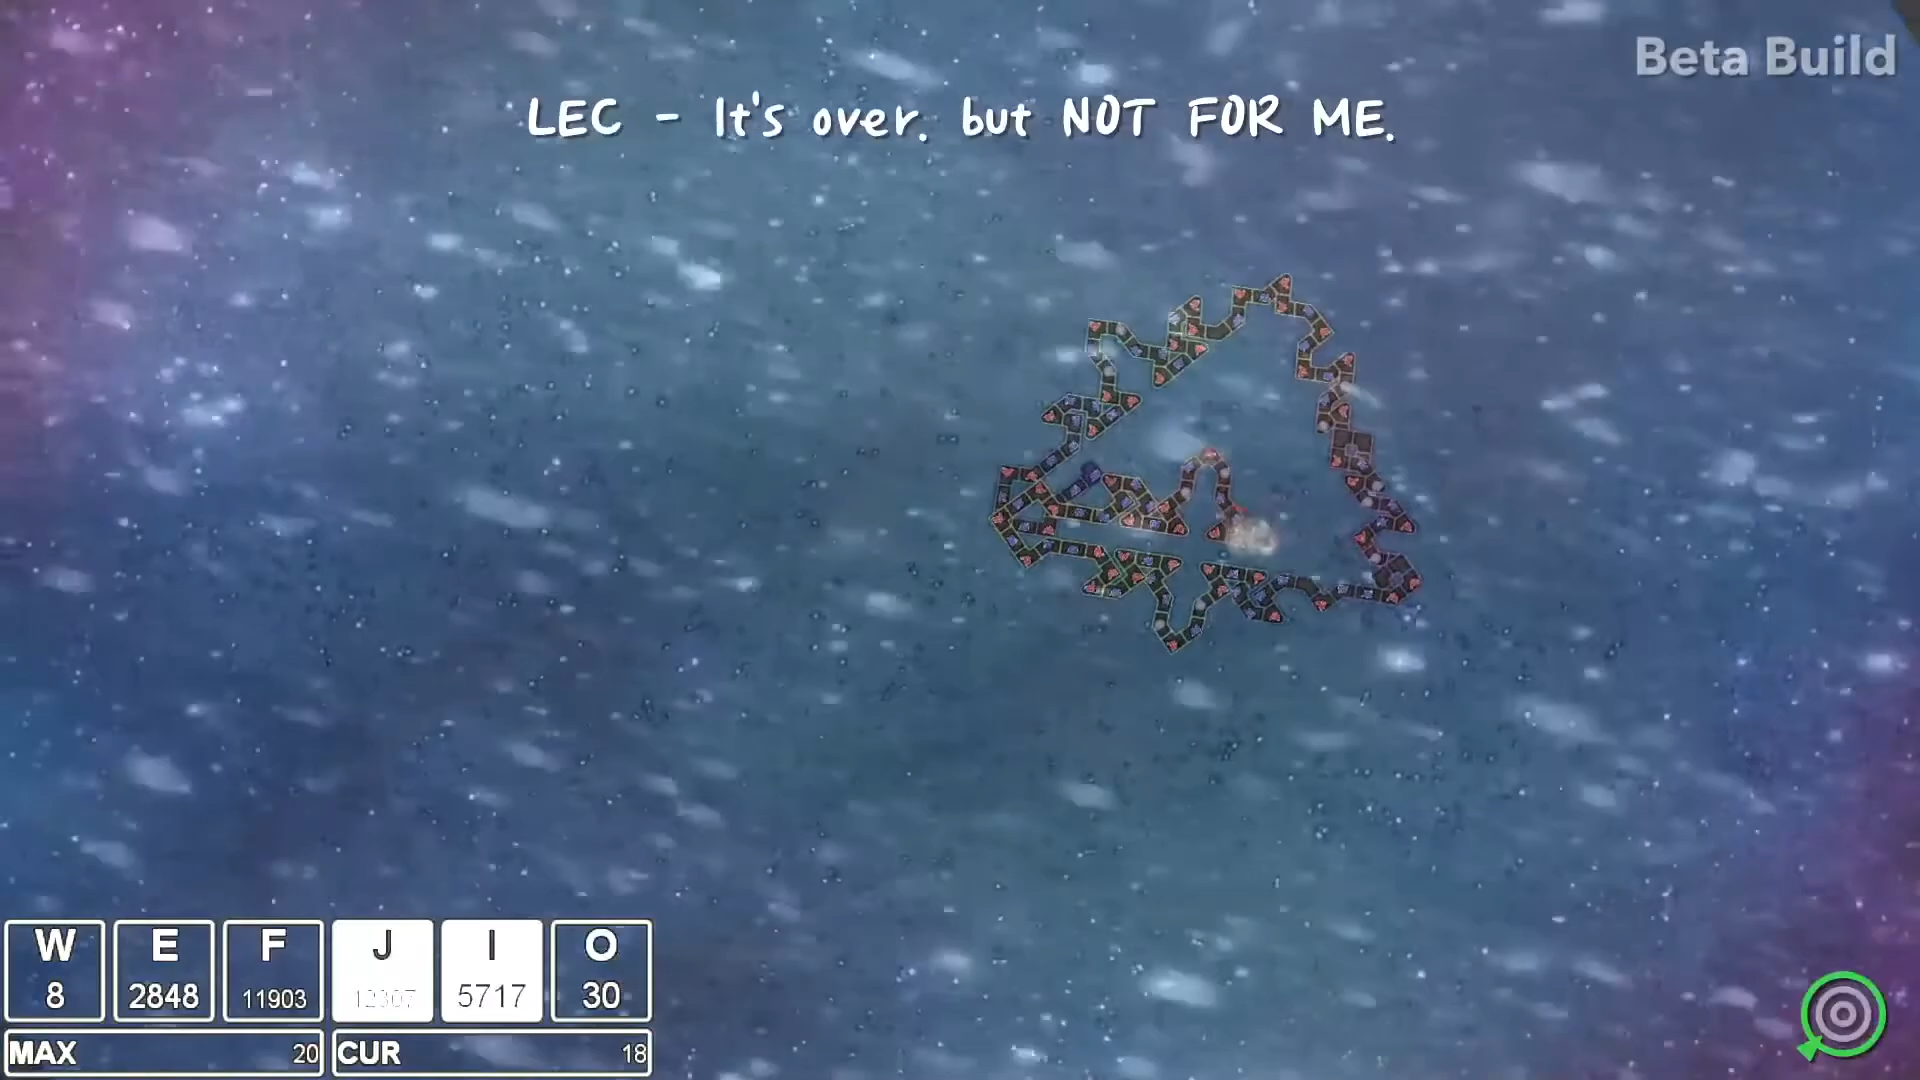 Beta Build
LEC - It's over. but NOT FOR ME.
W E F J I O
8 2848 11903 5717 30
MAX 20 CUR 18